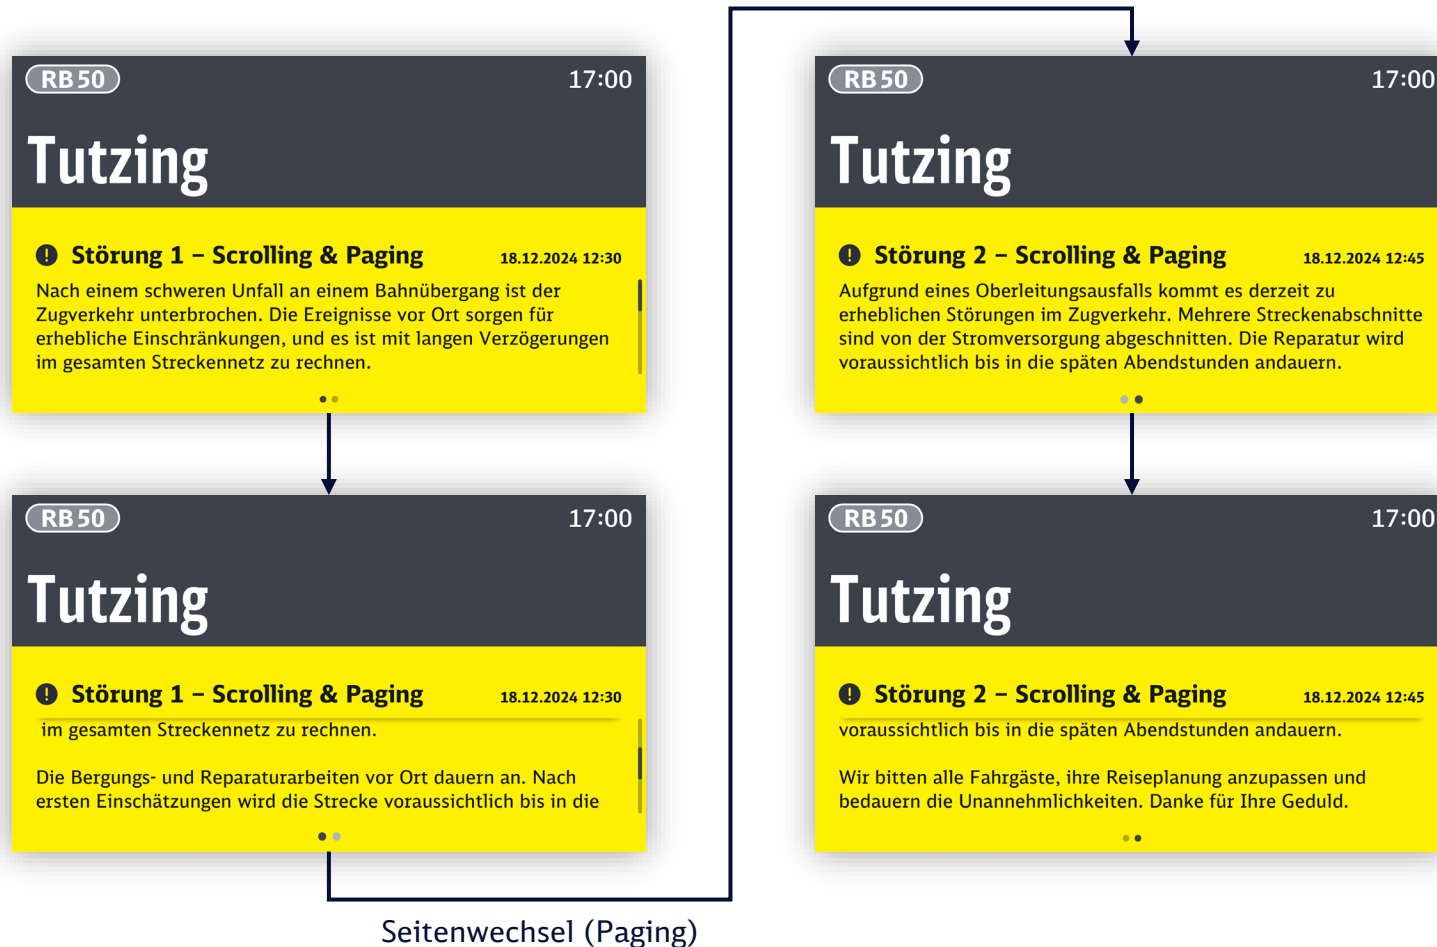 RB 50
17:00
Tutzing
Störung 1 – Scrolling & Paging
18.12.2024 12:30
Nach einem schweren Unfall an einem Bahnübergang ist der
Zugverkehr unterbrochen. Die Ereignisse vor Ort sorgen für
erhebliche Einschränkungen, und es ist mit langen Verzögerungen
im gesamten Streckennetz zu rechnen.
RB 50
17:00
Tutzing
Störung 1 – Scrolling & Paging
18.12.2024 12:30
im gesamten Streckennetz zu rechnen.
Die Bergungs- und Reparaturarbeiten vor Ort dauern an. Nach
ersten Einschätzungen wird die Strecke voraussichtlich bis in die
Seitenwechsel (Paging)
RB 50
17:00
Tutzing
Störung 2 – Scrolling & Paging
18.12.2024 12:45
Aufgrund eines Oberleitungsausfalls kommt es derzeit zu
erheblichen Störungen im Zugverkehr. Mehrere Streckenabschnitte
sind von der Stromversorgung abgeschnitten. Die Reparatur wird
voraussichtlich bis in die späten Abendstunden andauern.
RB 50
17:00
Tutzing
Störung 2 – Scrolling & Paging
18.12.2024 12:45
voraussichtlich bis in die späten Abendstunden andauern.
Wir bitten alle Fahrgäste, ihre Reiseplanung anzupassen und
bedauern die Unannehmlichkeiten. Danke für Ihre Geduld.